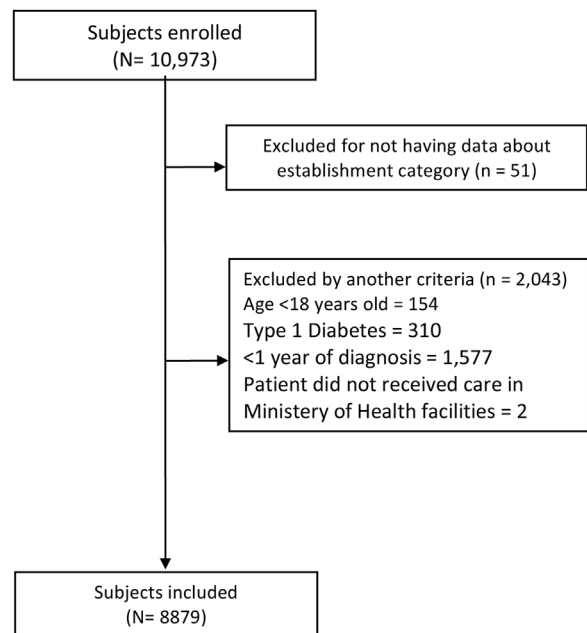 Subjects enrolled
(N= 10,973)
Excluded for not having data about
establishment category (n = 51)
Excluded by another criteria (n = 2,043)
Age <18 years old = 154
Type 1 Diabetes = 310
<1 year of diagnosis = 1,577
Patient did not received care in
Ministery of Health facilities = 2
Subjects included
(N= 8879)